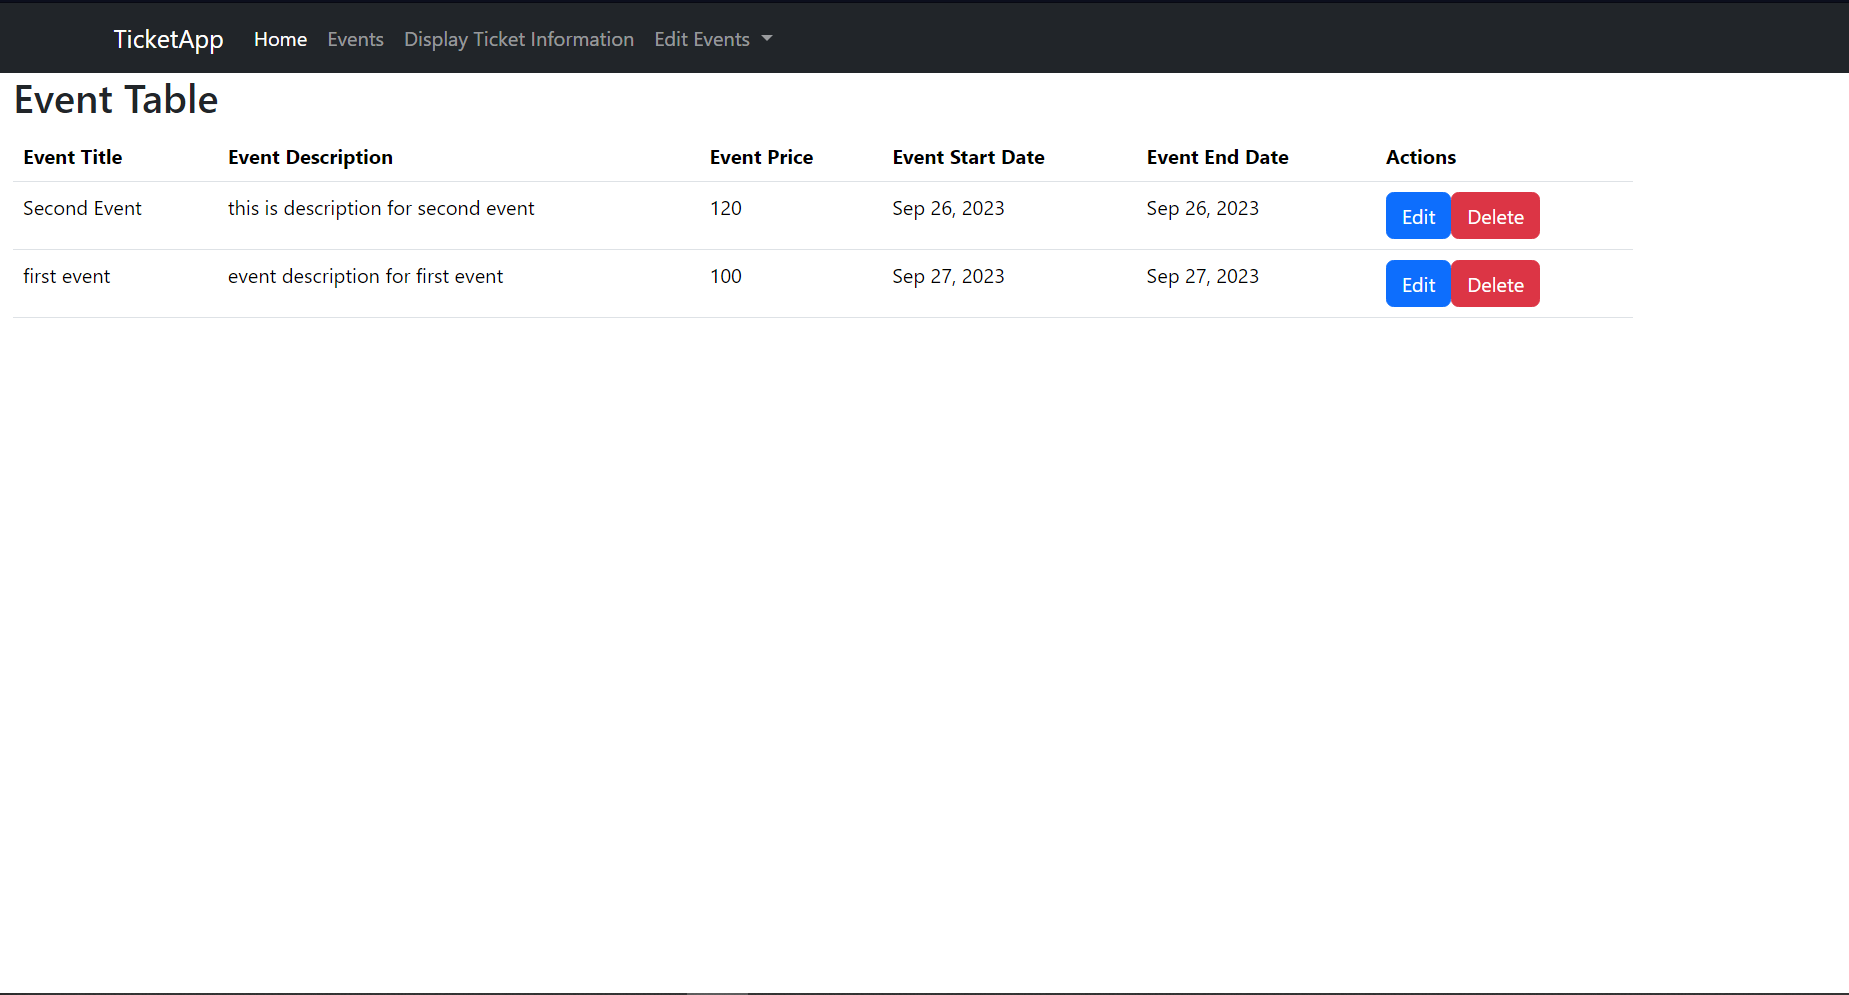 TicketApp Home Events Display Ticket Information Edit Events
Event Table
Event Title Event Description Event Price Event Start Date Event End Date Actions
Second Event this is description for second event 120 Sep 26, 2023 Sep 26, 2023 Edit Delete
first event event description for first event 100 Sep 27, 2023 Sep 27, 2023 Edit Delete